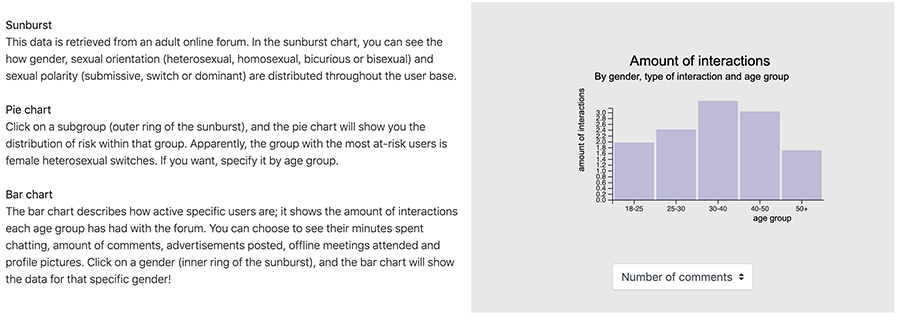 Sunburst
This data is retrieved from an adult online forum. In the sunburst chart, you can see the
how gender, sexual orientation (heterosexual, homosexual, bicurious or bisexual) and
sexual polarity (submissive, switch or dominant) are distributed throughout the user base.
Pie chart
Click on a subgroup (outer ring of the sunburst), and the pie chart will show you the
distribution of risk within that group. Apparently, the group with the most at-risk users is
female heterosexual switches. If you want, specify it by age group.
Bar chart
The bar chart describes how active specific users are; it shows the amount of interactions
each age group has had with the forum. You can choose to see their minutes spent
chatting, amount of comments, advertisements posted, offline meetings attended and
profile pictures. Click on a gender (inner ring of the sunburst), and the bar chart will show
the data for that specific gender!
Amount of interactions
By gender, type of interaction and age group
amount of interactions
3.0
2.8
2.6
2.4
2.2
2.0
1.8
1.6
1.4
1.2
1.0
0.8
0.6
0.4
0.2
0.0
18-25 25-30 30-40 40-50 50+
age group
Number of comments